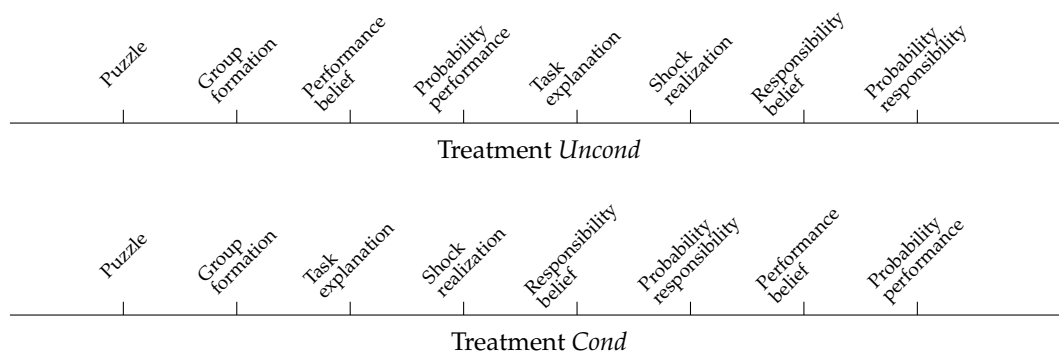 Puzzle
Group
formation
Performance
belief
Probability
performance
Task
explanation
Shock
realization
Responsibility
belief
Probability
responsibility
Treatment Uncond
Puzzle
Group
formation
Task
explanation
Shock
realization
Responsibility
belief
Probability
responsibility
Performance
belief
Probability
performance
Treatment Cond